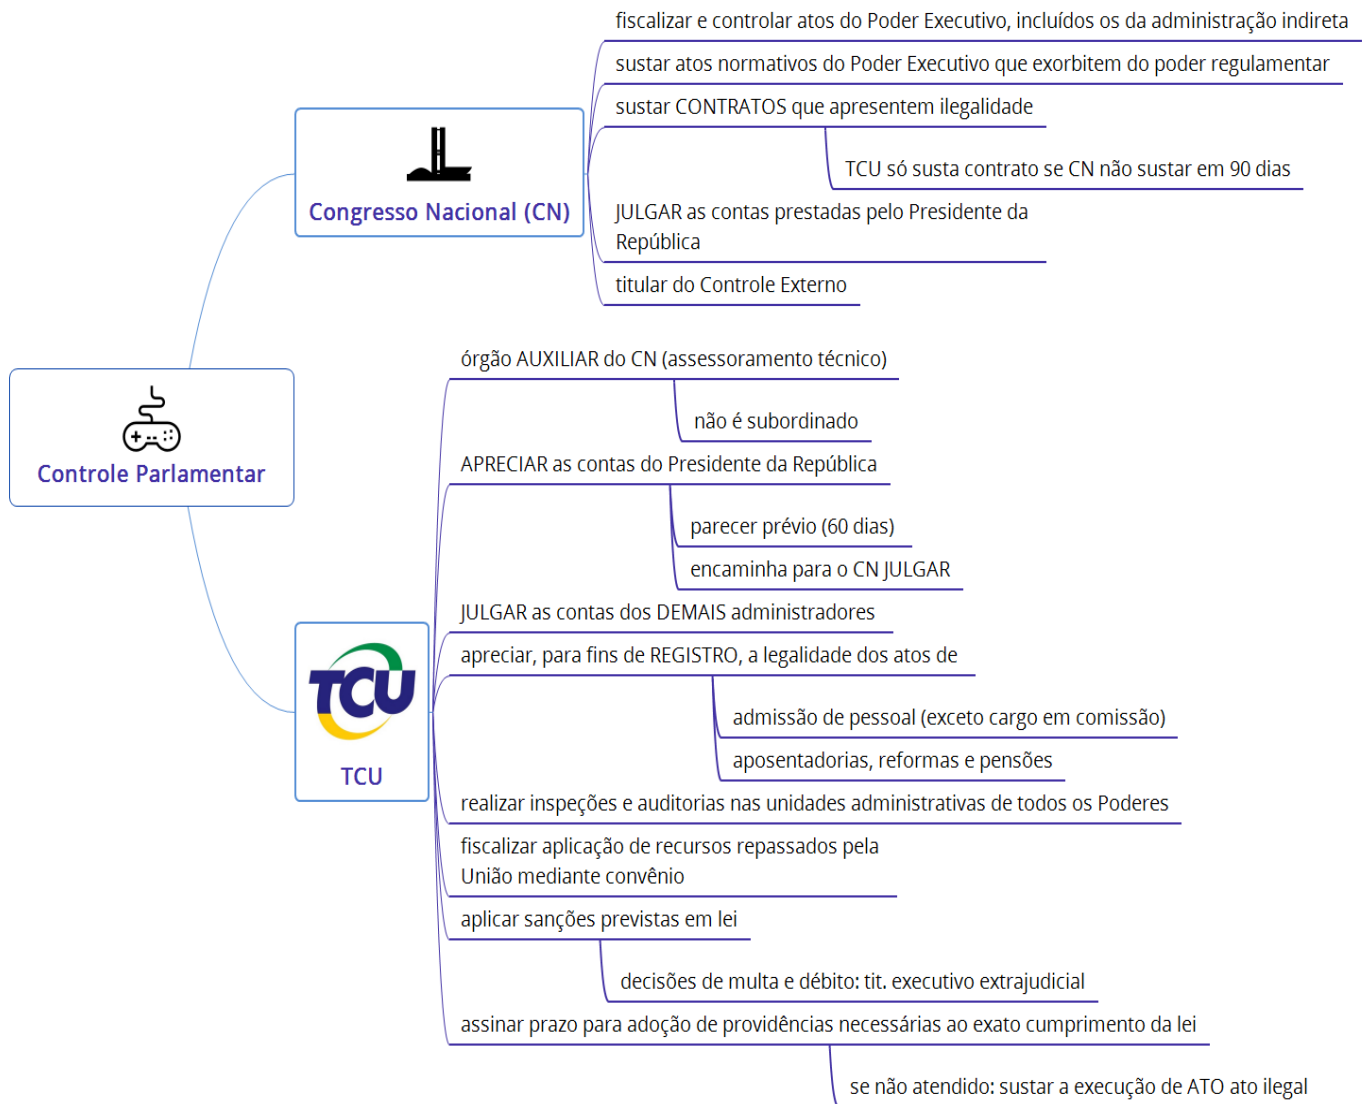 fiscalizar e controlar atos do Poder Executivo, incluídos os da administração indireta
sustar atos normativos do Poder Executivo que exorbitem do poder regulamentar
sustar CONTRATOS que apresentem ilegalidade
TCU só susta contrato se CN não sustar em 90 dias
Congresso Nacional (CN)
JULGAR as contas prestadas pelo Presidente da
República
titular do Controle Externo
Controle Parlamentar
órgão AUXILIAR do CN (assessoramento técnico)
não é subordinado
APRECIAR as contas do Presidente da República
parecer prévio (60 dias)
encaminha para o CN JULGAR
JULGAR as contas dos DEMAIS administradores
apreciar, para fins de REGISTRO, a legalidade dos atos de
admissão de pessoal (exceto cargo em comissão)
aposentadorias, reformas e pensões
TCU
TCU
realizar inspeções e auditorias nas unidades administrativas de todos os Poderes
fiscalizar aplicação de recursos repassados pela
União mediante convênio
aplicar sanções previstas em lei
decisões de multa e débito: tit. executivo extrajudicial
assinar prazo para adoção de providências necessárias ao exato cumprimento da lei
se não atendido: sustar a execução de ATO ato ilegal